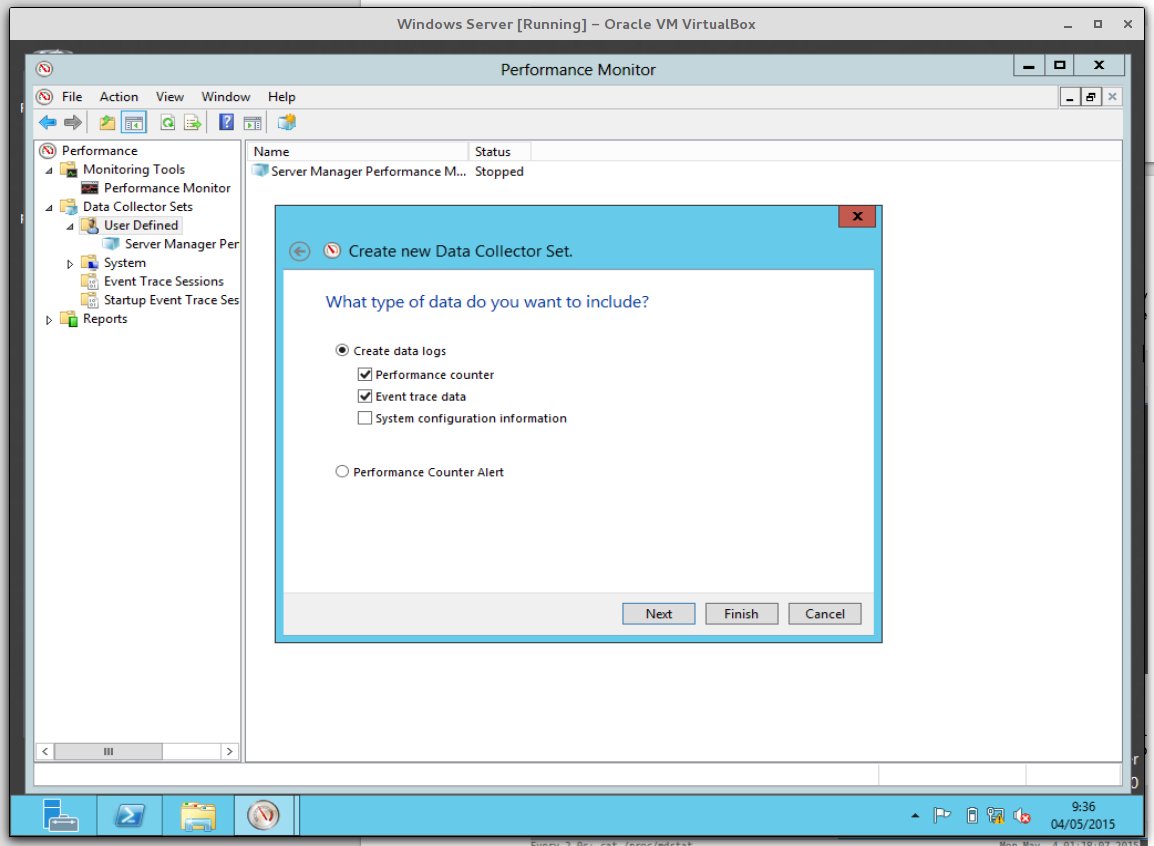 Windows Server [Running] – Oracle VM VirtualBox
Performance Monitor
File Action View Window Help
Performance
Monitoring Tools
Performance Monitor
Data Collector Sets
User Defined
Server Manager Per
System
Event Trace Sessions
Startup Event Trace Ses
Reports
Name Status
Server Manager Performance M... Stopped
Create new Data Collector Set.
What type of data do you want to include?
Create data logs
Performance counter
Event trace data
System configuration information
Performance Counter Alert
Next Finish Cancel
9:36
04/05/2015